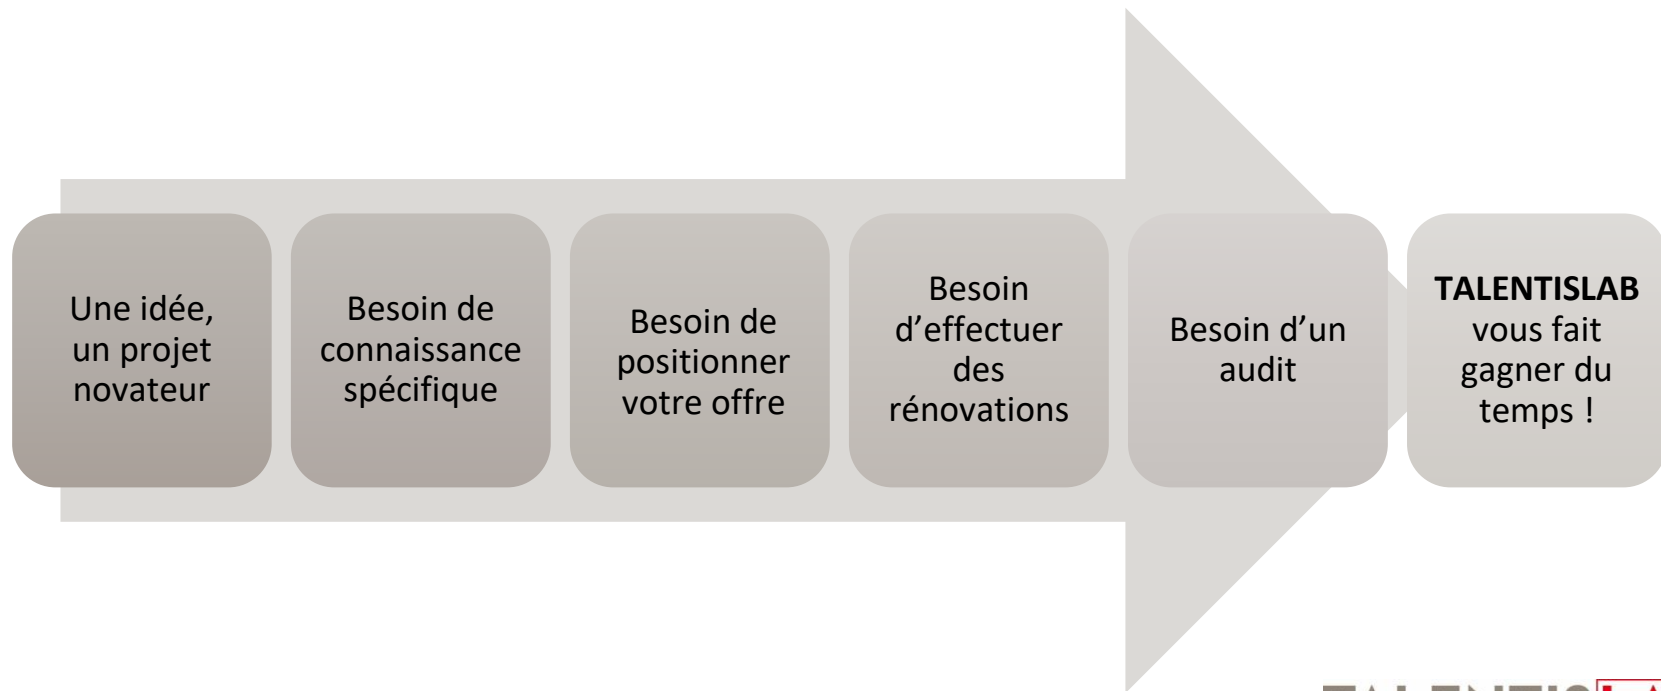 Une idée,
un projet
novateur
Besoin de
connaissance
spécifique
Besoin de
positionner
votre offre
Besoin
d’effectuer
des
rénovations
Besoin d’un
audit
TALENTISLAB
vous fait
gagner du
temps !